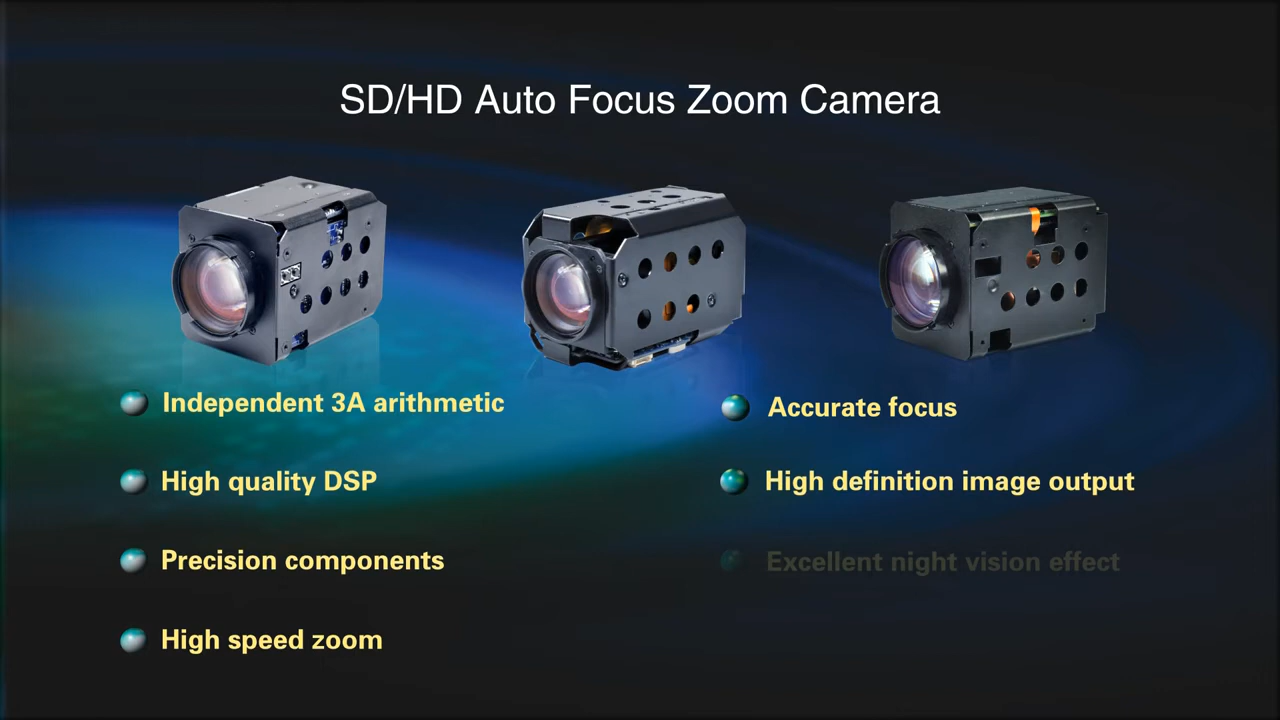 SD/HD Auto Focus Zoom Camera
Independent 3A arithmetic
High quality DSP
Precision components
High speed zoom
Accurate focus
High definition image output
Excellent night vision effect